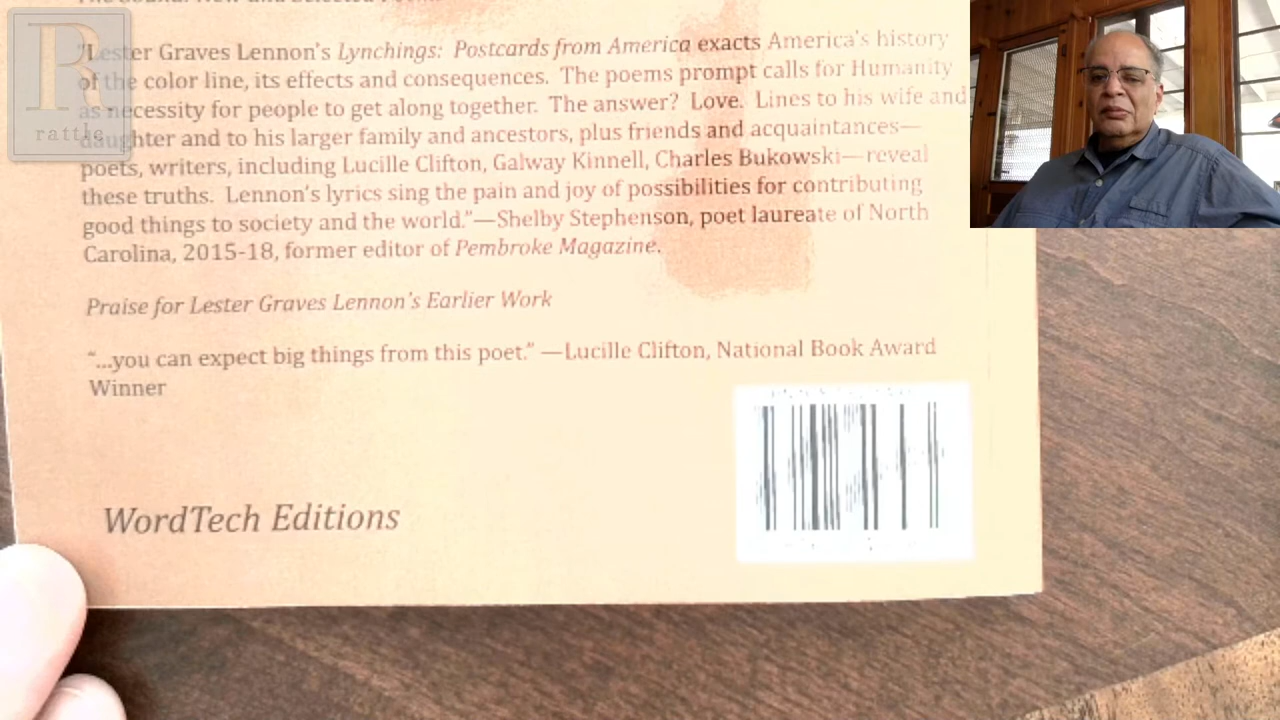 "Lester Graves Lennon's Lynchings: Postcards from America exacts America's history
of the color line, its effects and consequences. The poems prompt calls for Humanity
as necessity for people to get along together. The answer? Love. Lines to his wife and
daughter and to his larger family and ancestors, plus friends and acquaintances—
poets, writers, including Lucille Clifton, Galway Kinnell, Charles Bukowski—reveal
these truths. Lennon's lyrics sing the pain and joy of possibilities for contributing
good things to society and the world."—Shelby Stephenson, poet laureate of North
Carolina, 2015-18, former editor of Pembroke Magazine.
Praise for Lester Graves Lennon's Earlier Work
"...you can expect big things from this poet." —Lucille Clifton, National Book Award
Winner
WordTech Editions
R
rattle